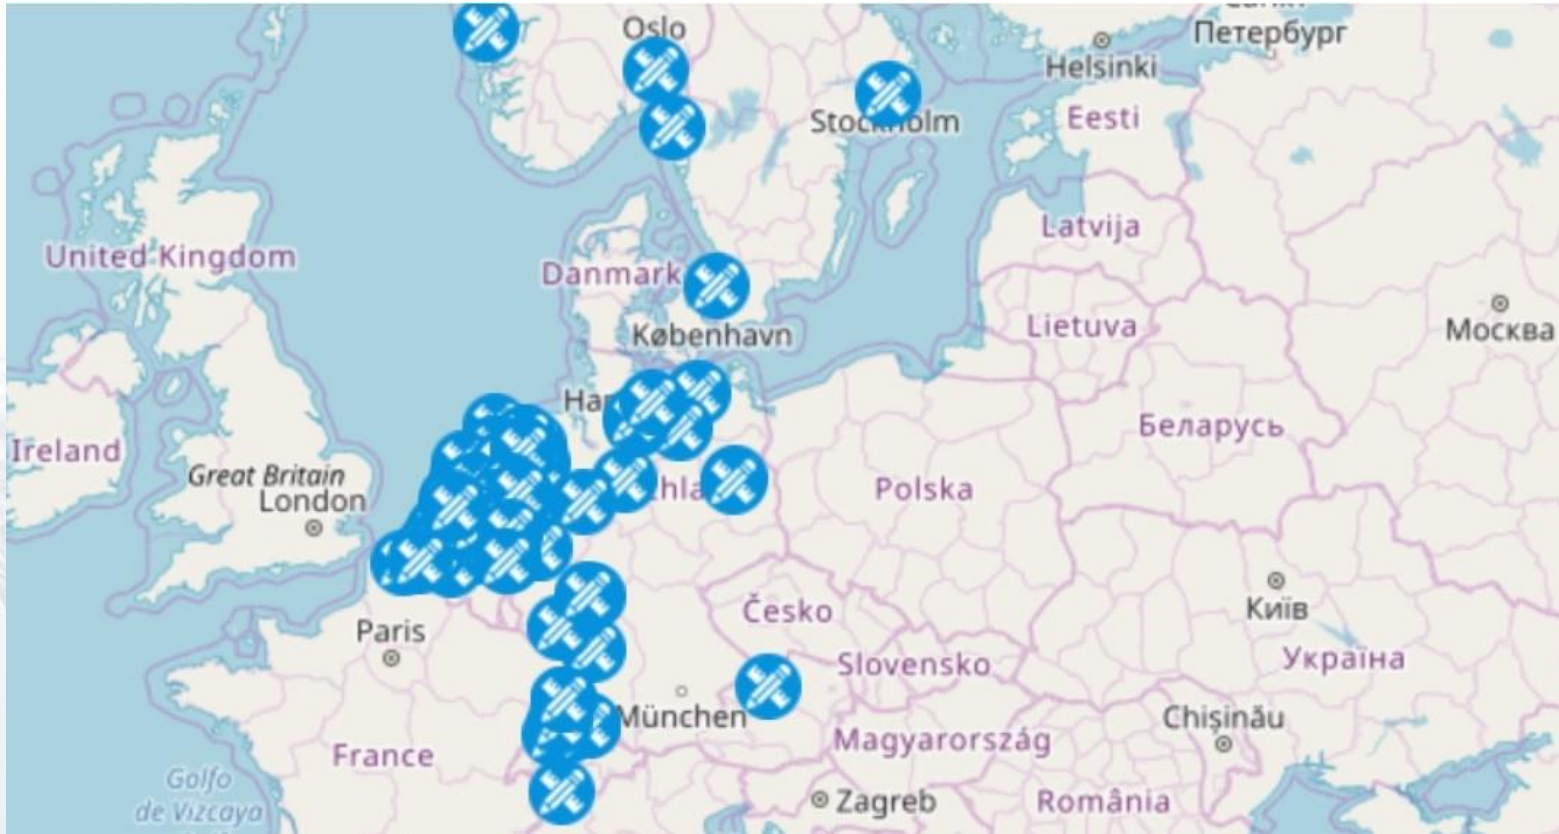 Oslo
Петербург
Helsinki
Stockholm
Eesti
Latvija
United Kingdom
Danmark
København
Lietuva
Москва
Беларусь
Ireland
Great Britain
London
Polska
Česko
Київ
Paris
Slovensko
Україна
München
Chișinău
France
Magyarország
Golfo
de Vizcaya
Zagreb
România